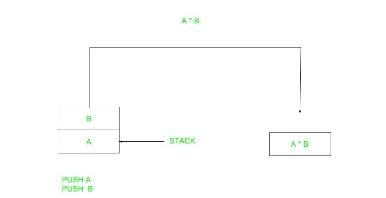 A * B
B
A
STACK
A * B
PUSH A
PUSH B